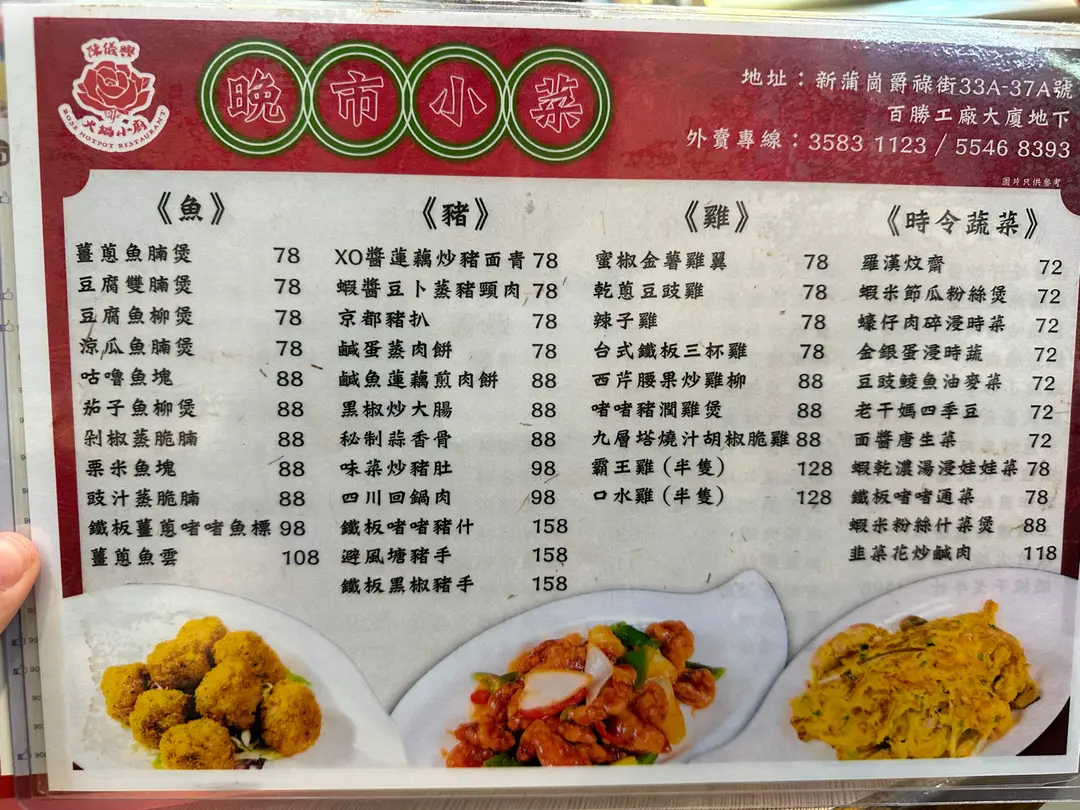 陳儀興
火鍋小廚
ROSE HOTPOT RESTAURANT
晚市小菜
地址：新蒲崗爵祿街33A-37A號
百勝工廠大廈地下
外賣專線：3583 1123 / 5546 8393
圖片只供參考
《魚》
薑蔥魚腩煲 78
豆腐雙腩煲 78
豆腐魚柳煲 78
涼瓜魚腩煲 78
咕嚕魚塊 88
茄子魚柳煲 88
剁椒蒸脆腩 88
粟米魚塊 88
豉汁蒸脆腩 88
鐵板薑蔥啫啫魚標 98
薑蔥魚雲 108
《豬》
XO醬蓮藕炒豬面青 78
蝦醬豆卜蒸豬頸肉 78
京都豬扒 78
鹹蛋蒸肉餅 78
鹹魚蓮藕煎肉餅 88
黑椒炒大腸 88
秘制蒜香骨 88
味菜炒豬肚 98
四川回鍋肉 98
鐵板啫啫豬什 158
避風塘豬手 158
鐵板黑椒豬手 158
《雞》
蜜椒金薯雞翼 78
乾蔥豆豉雞 78
辣子雞 78
台式鐵板三杯雞 78
西芹腰果炒雞柳 88
啫啫豬潤雞煲 88
九層塔燒汁胡椒脆雞 88
霸王雞（半隻） 128
口水雞（半隻） 128
《時令蔬菜》
羅漢炆齋 72
蝦米節瓜粉絲煲 72
蠔仔肉碎浸時菜 72
金銀蛋浸時蔬 72
豆豉鯪魚油麥菜 72
老干媽四季豆 72
面醬唐生菜 72
蝦乾濃湯浸娃娃菜 78
鐵板啫啫通菜 78
蝦米粉絲什菜煲 88
韭菜花炒鹹肉 118